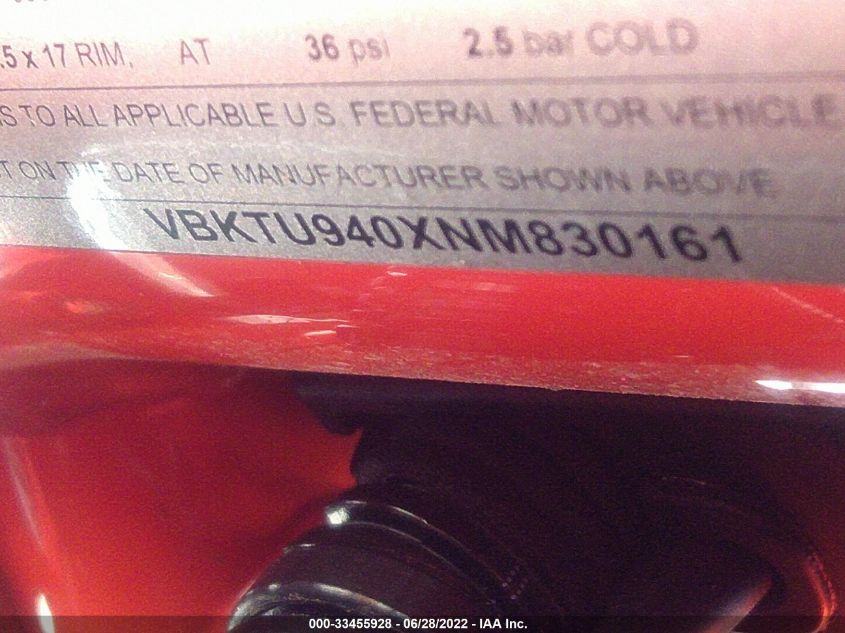 .5 x 17 RIM, AT 36 psi 2.5 bar COLD
S TO ALL APPLICABLE U.S. FEDERAL MOTOR VEHICLE
T ON THE DATE OF MANUFACTURER SHOWN ABOVE
VBKTU940XNM830161
000-33455928 - 06/28/2022 - IAA Inc.